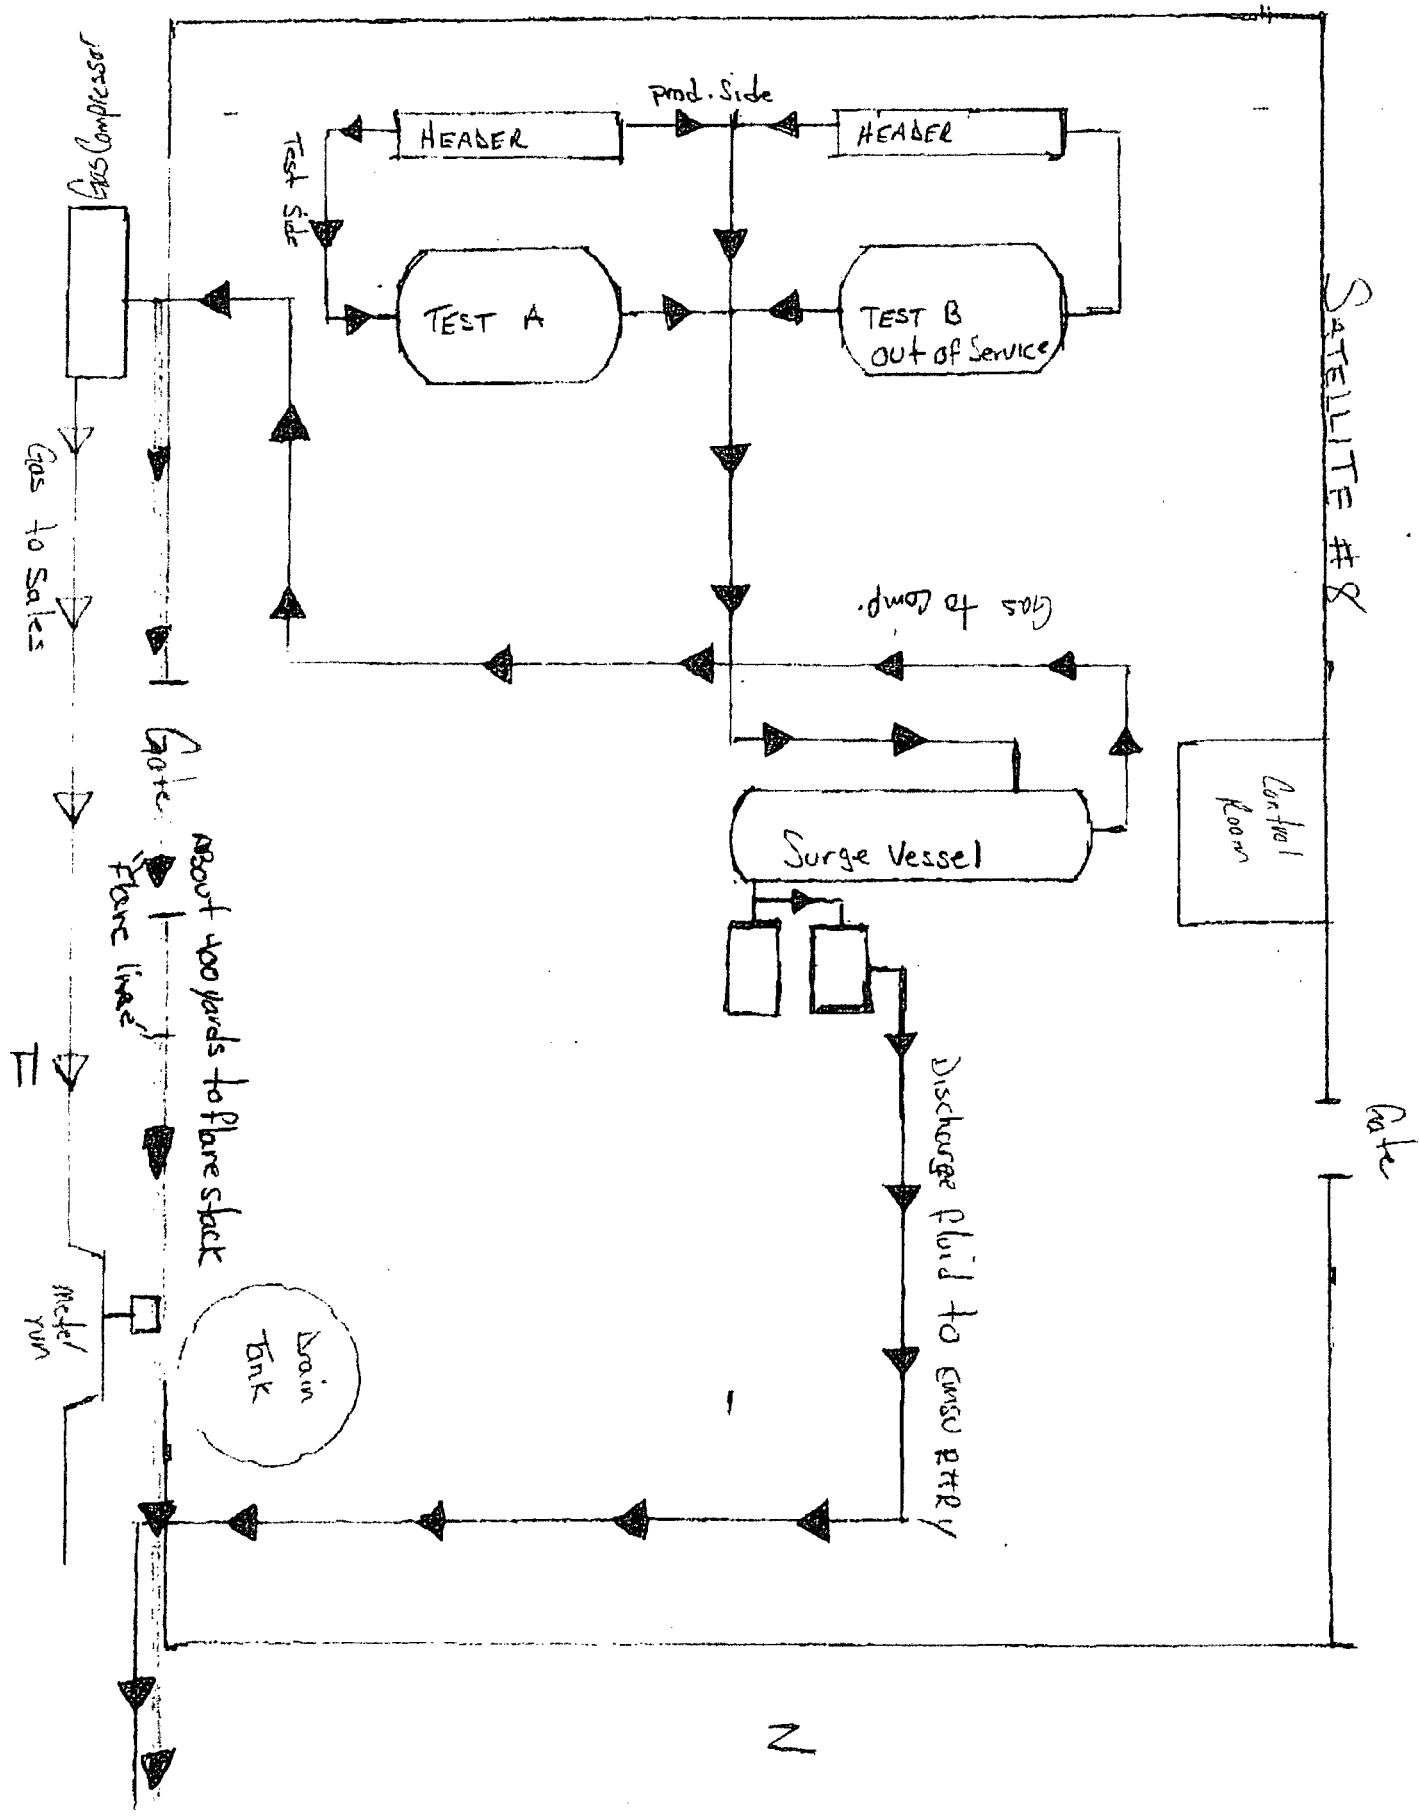 SATELLITE #8
Gas Compressor
prod. Side
HEADER
HEADER
Test Side
TEST A
TEST B
out of Service
Gas to Sales
Gas to Comp.
Control
Room
Surge Vessel
Gate
Gate
About 400 yards to flare stack
flare line
Discharge fluid to
Meter
run
Drain
Tank
N